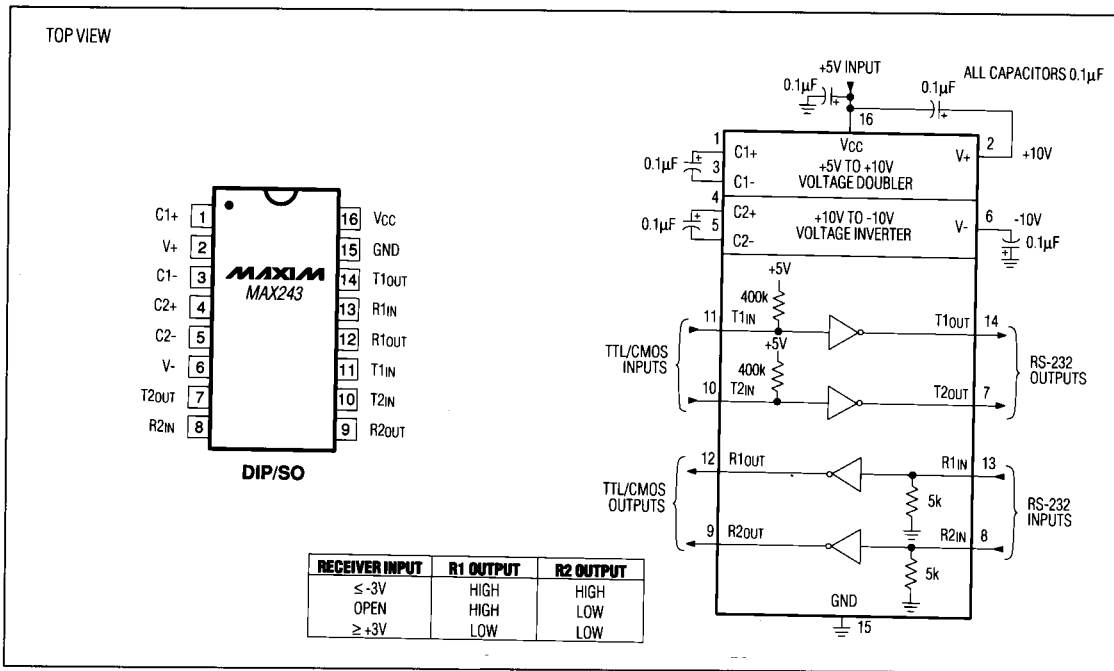 TOP VIEW
C1+ 1
V+ 2
C1- 3
C2+ 4
C2- 5
V- 6
T2OUT 7
R2IN 8
16 VCC
15 GND
14 T1OUT
13 R1IN
12 R1OUT
11 T1IN
10 T2IN
9 R2OUT
MAXIM
MAX243
DIP/SO
+5V INPUT
ALL CAPACITORS 0.1µF
0.1µF
+
0.1µF
+
16
VCC
+5V TO +10V
VOLTAGE DOUBLER
1
C1+
0.1µF
+
3
C1-
V+
2
+10V
4
C2+
0.1µF
+
5
C2-
+10V TO -10V
VOLTAGE INVERTER
V-
6
-10V
0.1µF
+
+5V
400k
11
T1IN
T1OUT
14
+5V
400k
10
T2IN
T2OUT
7
TTL/CMOS
INPUTS
RS-232
OUTPUTS
12
R1OUT
R1IN
13
5k
9
R2OUT
R2IN
8
5k
TTL/CMOS
OUTPUTS
RS-232
INPUTS
GND
15
RECEIVER INPUT R1 OUTPUT R2 OUTPUT
≤ -3V HIGH HIGH
OPEN HIGH LOW
≥ +3V LOW LOW